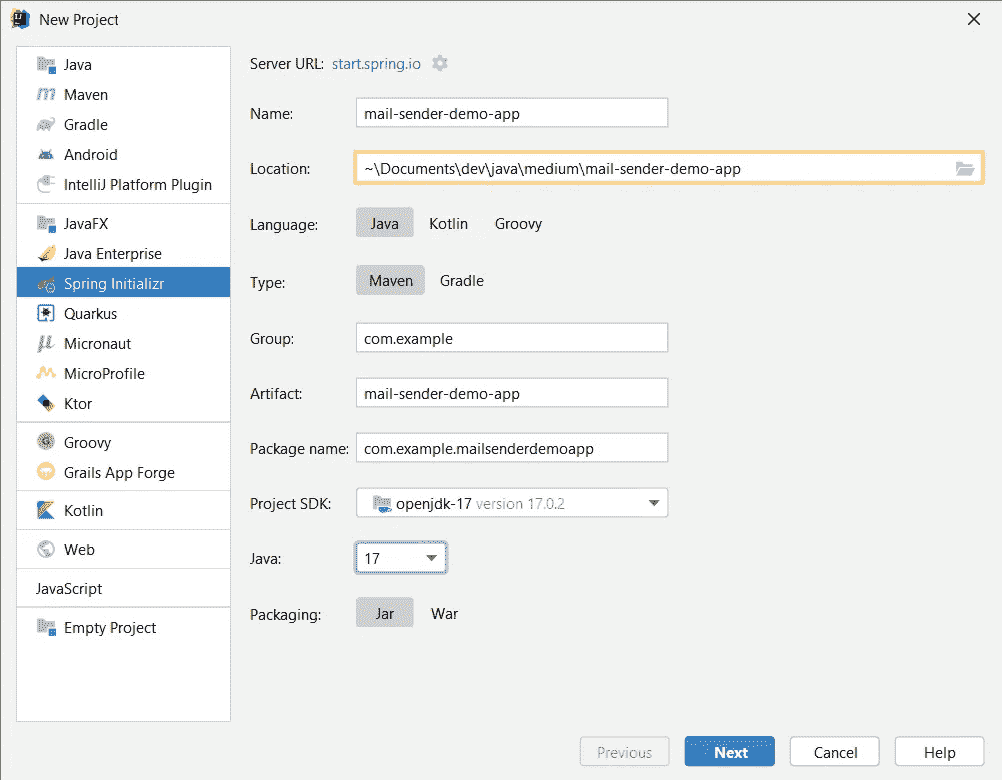 New Project
Java
Maven
Gradle
Android
IntelliJ Platform Plugin
JavaFX
Java Enterprise
Spring Initializr
Quarkus
Micronaut
MicroProfile
Ktor
Groovy
Grails App Forge
Kotlin
Web
JavaScript
Empty Project
Server URL: start.spring.io
Name: mail-sender-demo-app
Location: ~\Documents\dev\java\medium\mail-sender-demo-app
Language: Java Kotlin Groovy
Type: Maven Gradle
Group: com.example
Artifact: mail-sender-demo-app
Package name: com.example.mailsenderdemoapp
Project SDK: openjdk-17 version 17.0.2
Java: 17
Packaging: Jar War
Previous Next Cancel Help